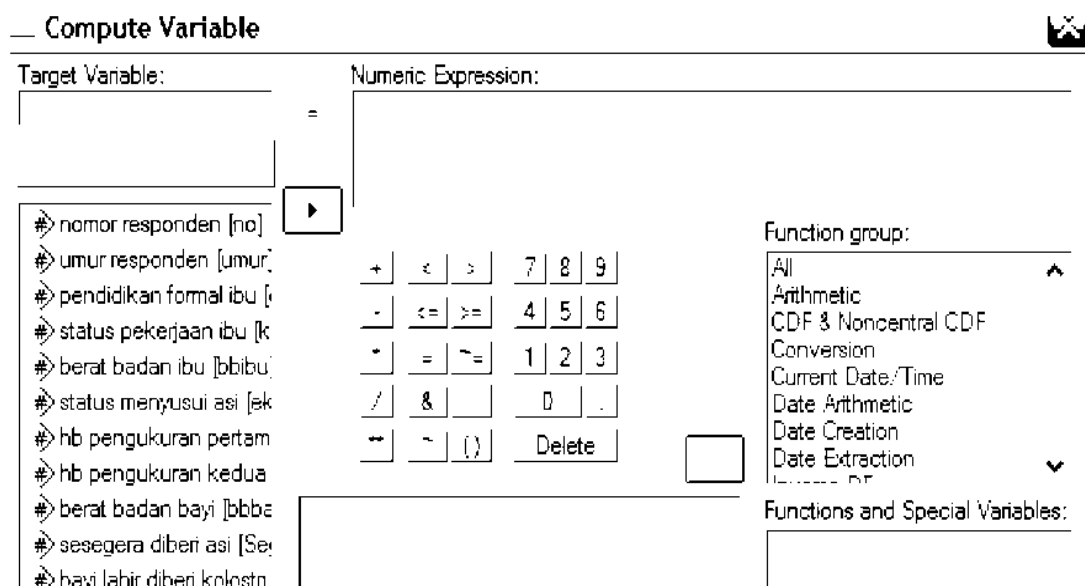 Compute Variable
Target Variable:
Numeric Expression:
=
nomor responden [no]
umur responden [umur]
pendidikan formal ibu [
status pekerjaan ibu [k
berat badan ibu [bbibu]
status menyusui asi [ek
hb pengukuran pertam
hb pengukuran kedua
berat badan bayi [bbba
sesegera diberi asi [Seg
bayi lahir diberi kolostr
+ < > 7 8 9
- <= >= 4 5 6
* = ~= 1 2 3
/ & 0 .
** ~ () Delete
Function group:
All
Arithmetic
CDF & Noncentral CDF
Conversion
Current Date/Time
Date Arithmetic
Date Creation
Date Extraction
Functions and Special Variables: